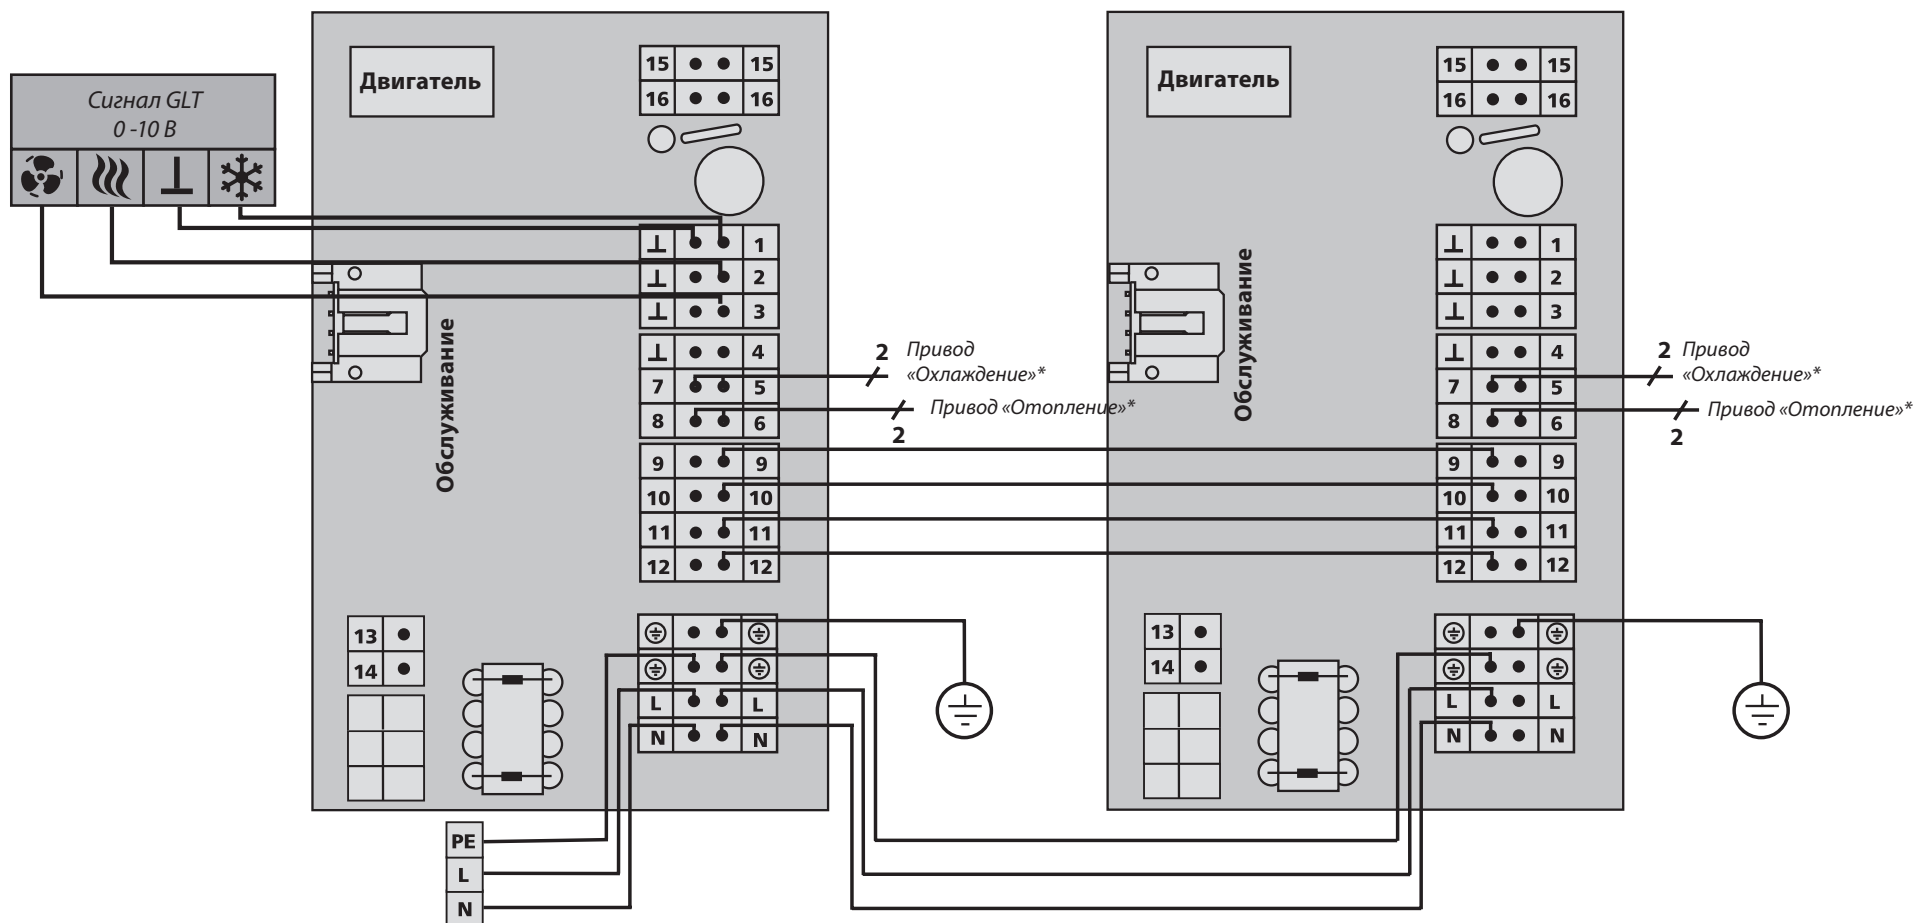 Сигнал GLT
0 -10 В
Двигатель
15 15
16 16
1
2
3
4
7 5
8 6
9 9
10 10
11 11
12 12
Обслуживание
2 Привод
«Охлаждение»*
Привод «Отопление»*
2
13
14
L L
N N
PE
L
N
Двигатель
15 15
16 16
1
2
3
4
7 5
8 6
9 9
10 10
11 11
12 12
Обслуживание
2 Привод
«Охлаждение»*
Привод «Отопление»*
2
13
14
L L
N N